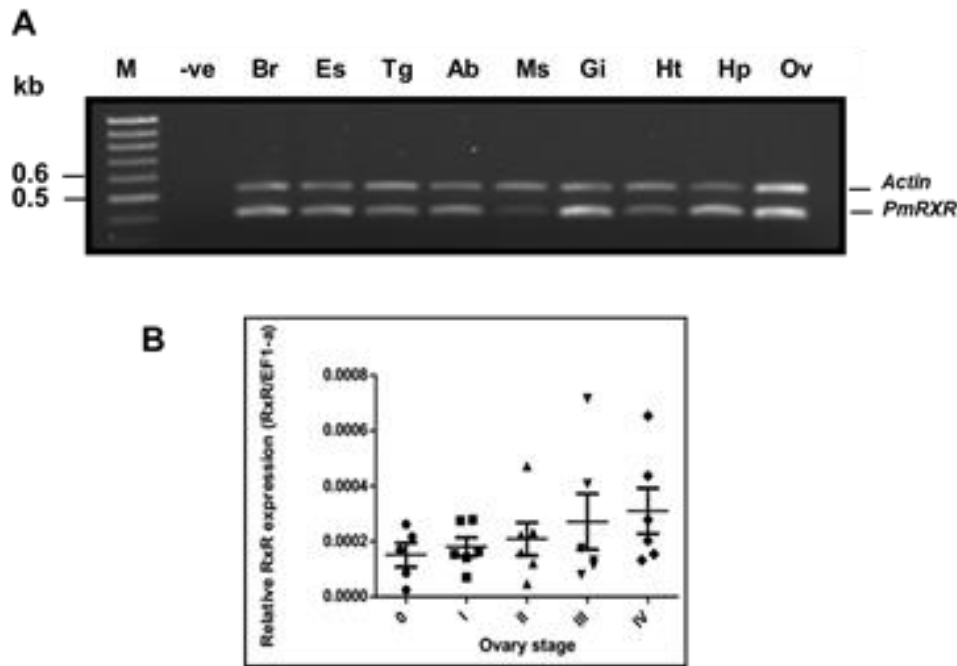 A
M -ve Br Es Tg Ab Ms Gi Ht Hp Ov
kb
0.6
0.5
Actin
PmRXR
B
Relative RxR expression (RxR/EF1-a)
0.0008
0.0006
0.0004
0.0002
0.0000
0 I II III IV
Ovary stage